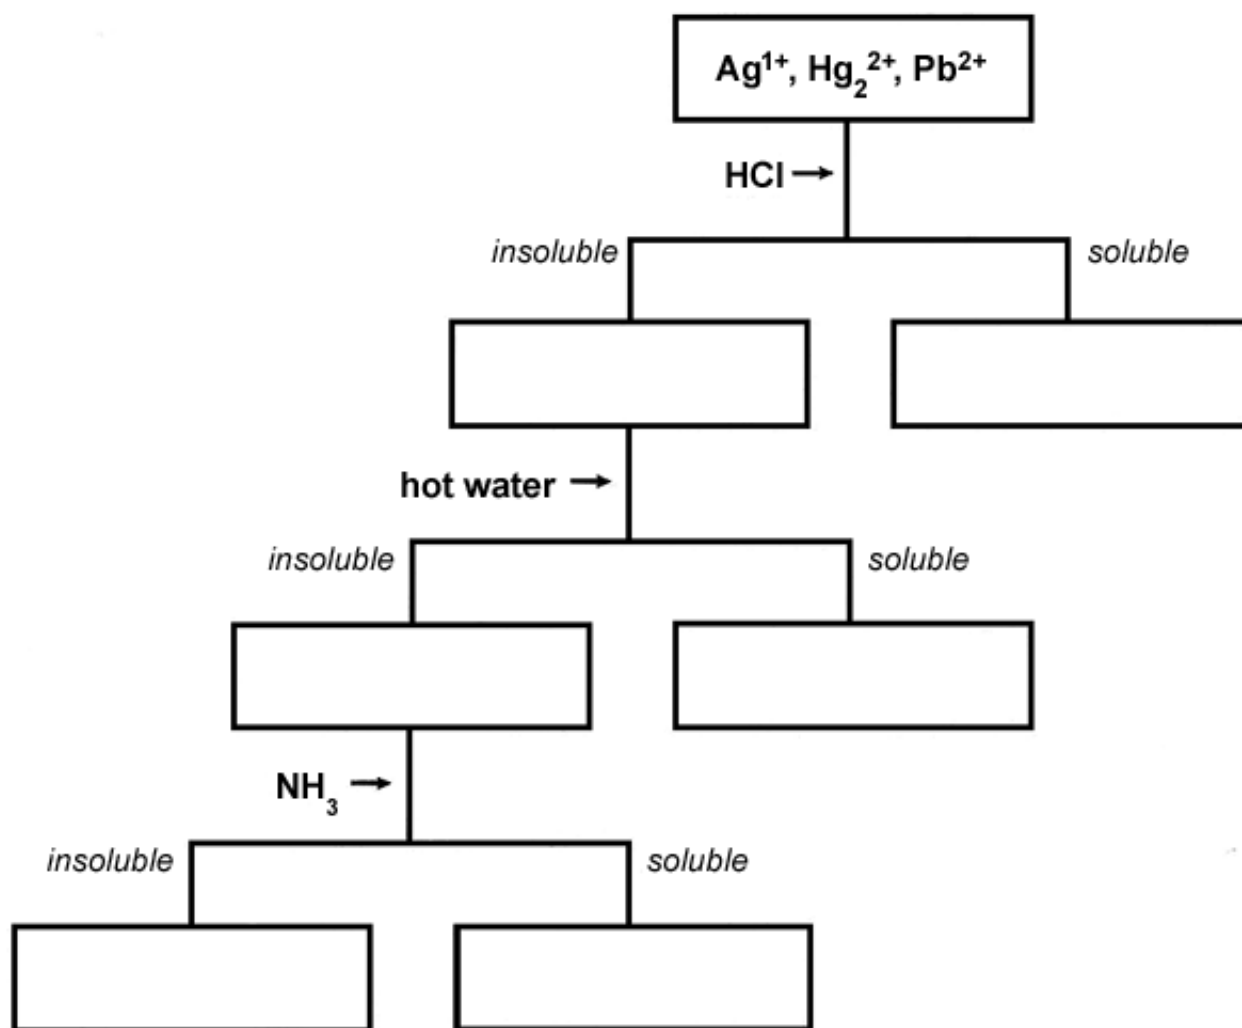 Ag¹⁺, Hg₂²⁺, Pb²⁺
HCl →
insoluble
soluble
hot water →
insoluble
soluble
NH₃ →
insoluble
soluble